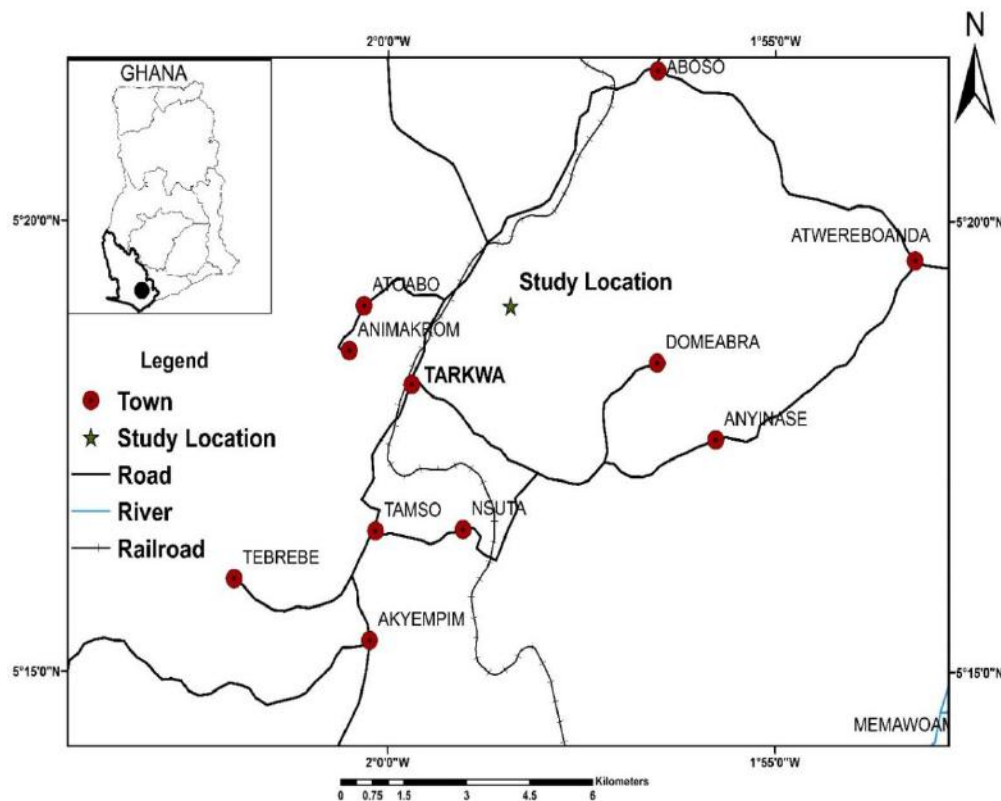 2°0'0"W 1°55'0"W
N
GHANA
ABOSO
5°20'0"N 5°20'0"N
ATWEREBOANDA
ATOABO
Study Location
ANIMAKROM
DOMEABRA
Legend
TARKWA
Town
ANYINASE
Study Location
Road
TAMSO NSUTA
River
Railroad
TEBREBE
AKYEMPIM
5°15'0"N 5°15'0"N
MEMAWOAM
2°0'0"W 1°55'0"W
Kilometers
0 0.75 1.5 3 4.5 6